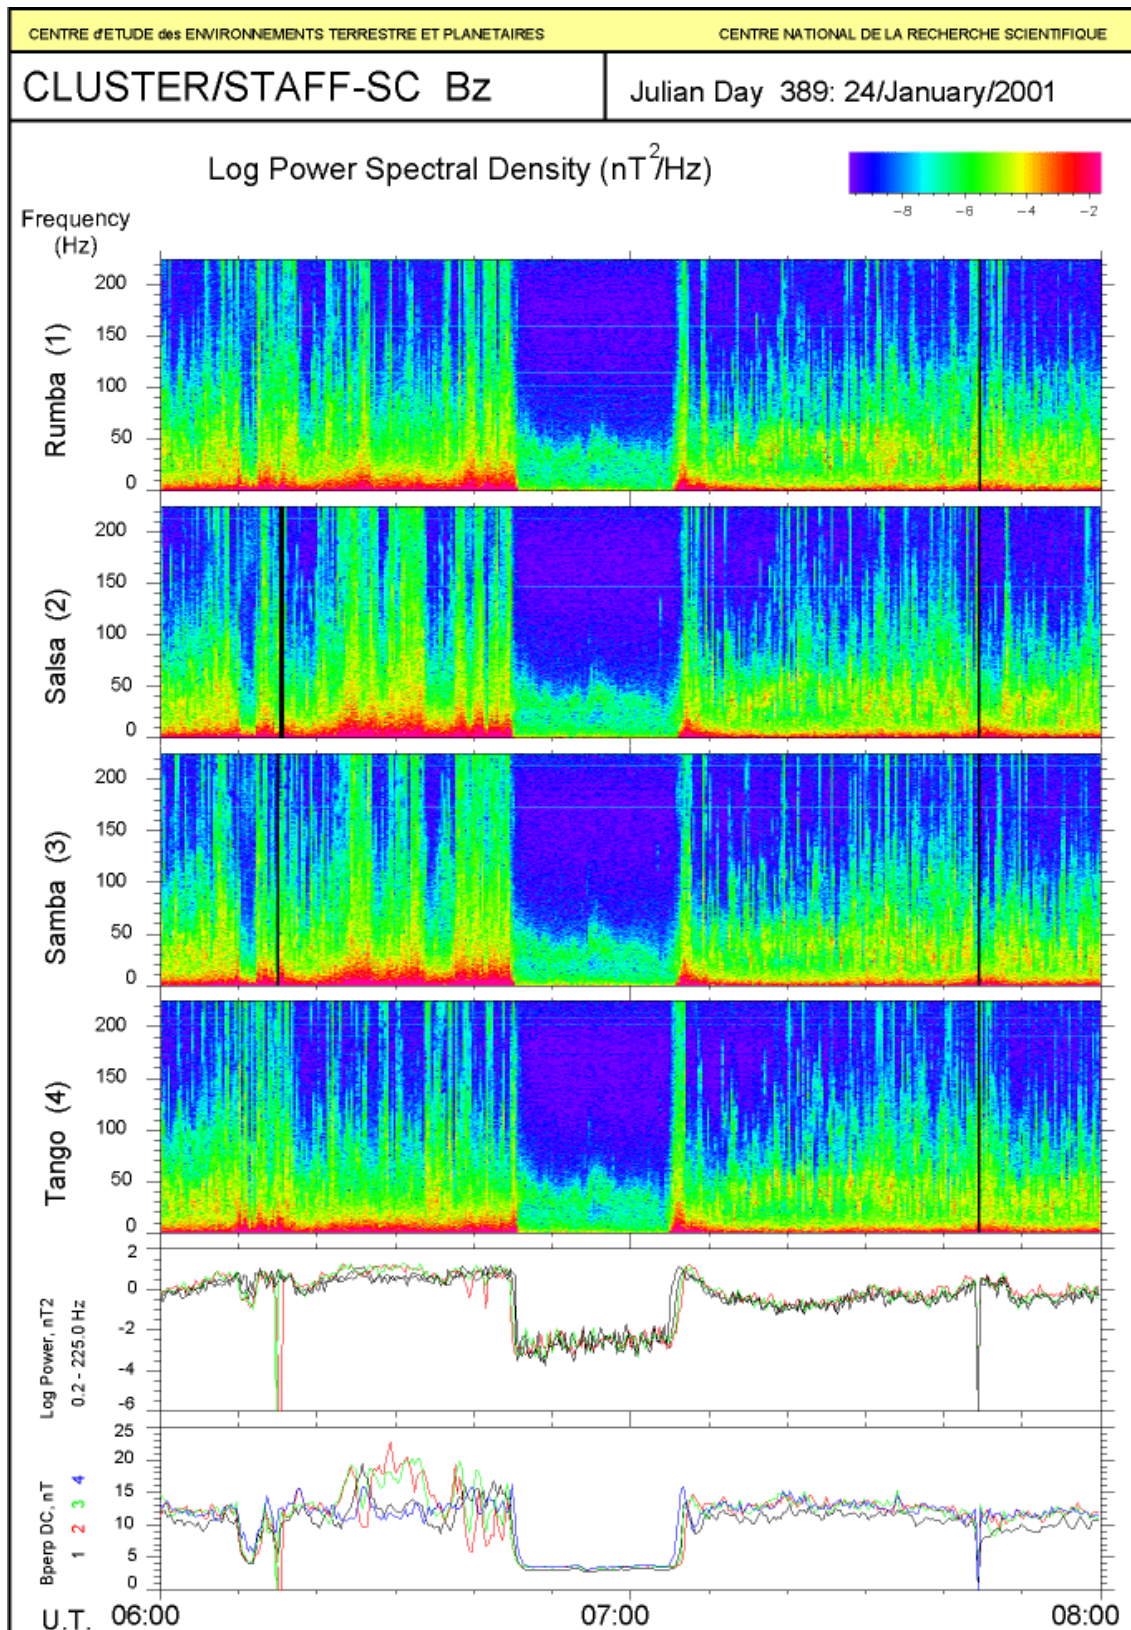 CENTRE d'ETUDE des ENVIRONNEMENTS TERRESTRE ET PLANETAIRES
CENTRE NATIONAL DE LA RECHERCHE SCIENTIFIQUE
CLUSTER/STAFF-SC Bz
Julian Day 389: 24/January/2001
Log Power Spectral Density (nT²/Hz)
-8 -6 -4 -2
Frequency
(Hz)
Rumba (1)
200
150
100
50
0
Salsa (2)
200
150
100
50
0
Samba (3)
200
150
100
50
0
Tango (4)
200
150
100
50
0
Log Power, nT2
0.2 - 225.0 Hz
2
0
-2
-4
-6
Bperp DC, nT
1 2 3 4
25
20
15
10
5
0
U.T.
06:00
07:00
08:00